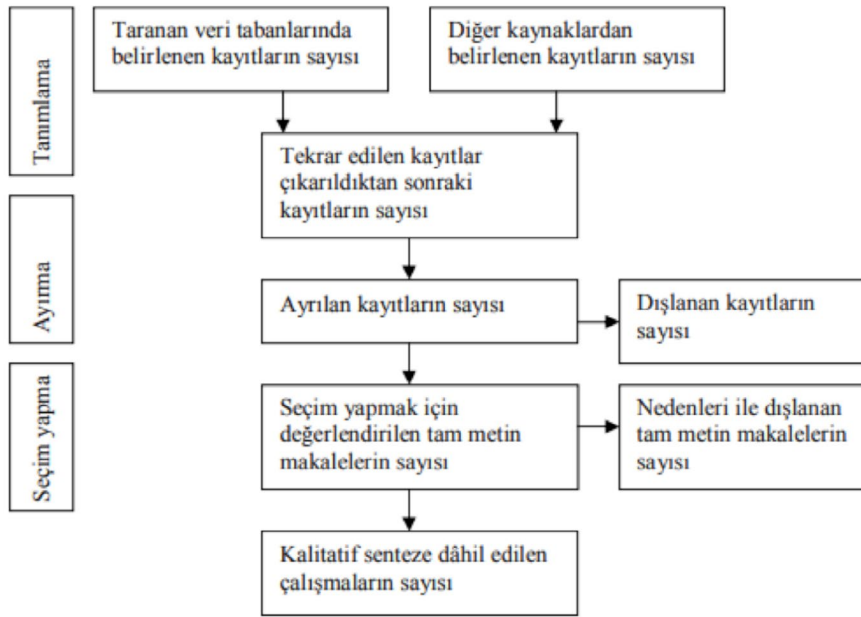 Tanımlama
Taranan veri tabanlarında
belirlenen kayıtların sayısı
Diğer kaynaklardan
belirlenen kayıtların sayısı
Tekrar edilen kayıtlar
çıkarıldıktan sonraki
kayıtların sayısı
Ayırma
Ayrılan kayıtların sayısı
Dışlanan kayıtların
sayısı
Seçim yapma
Seçim yapmak için
değerlendirilen tam metin
makalelerin sayısı
Nedenleri ile dışlanan
tam metin makalelerin
sayısı
Kalitatif senteze dâhil edilen
çalışmaların sayısı